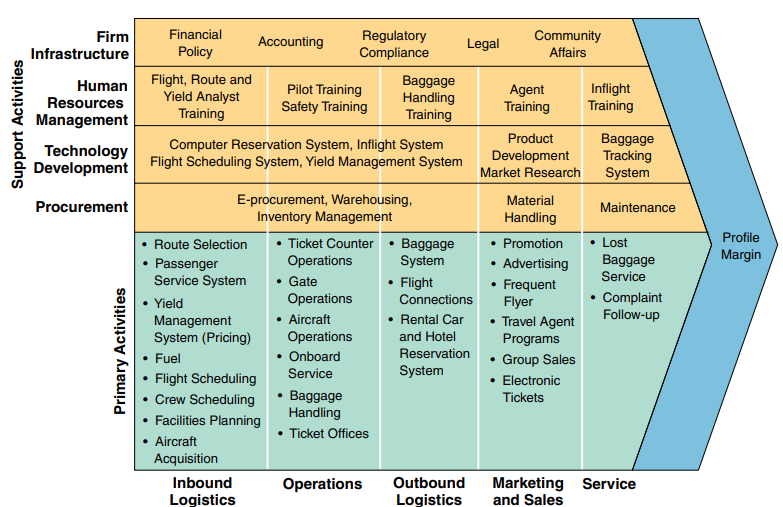 Support Activities
Firm
Infrastructure
Financial
Policy
Accounting
Regulatory
Compliance
Legal
Community
Affairs
Human
Resources
Management
Flight, Route and
Yield Analyst
Training
Pilot Training
Safety Training
Baggage
Handling
Training
Agent
Training
Inflight
Training
Technology
Development
Computer Reservation System, Inflight System
Flight Scheduling System, Yield Management System
Product
Development
Market Research
Baggage
Tracking
System
Procurement
E-procurement, Warehousing,
Inventory Management
Material
Handling
Maintenance
Profile
Margin
Primary Activities
• Route Selection
• Passenger
Service System
• Yield
Management
System (Pricing)
• Fuel
• Flight Scheduling
• Crew Scheduling
• Facilities Planning
• Aircraft
Acquisition
• Ticket Counter
Operations
• Gate
Operations
• Aircraft
Operations
• Onboard
Service
• Baggage
Handling
• Ticket Offices
• Baggage
System
• Flight
Connections
• Rental Car
and Hotel
Reservation
System
• Promotion
• Advertising
• Frequent
Flyer
• Travel Agent
Programs
• Group Sales
• Electronic
Tickets
• Lost
Baggage
Service
• Complaint
Follow-up
Inbound
Logistics
Operations
Outbound
Logistics
Marketing
and Sales
Service